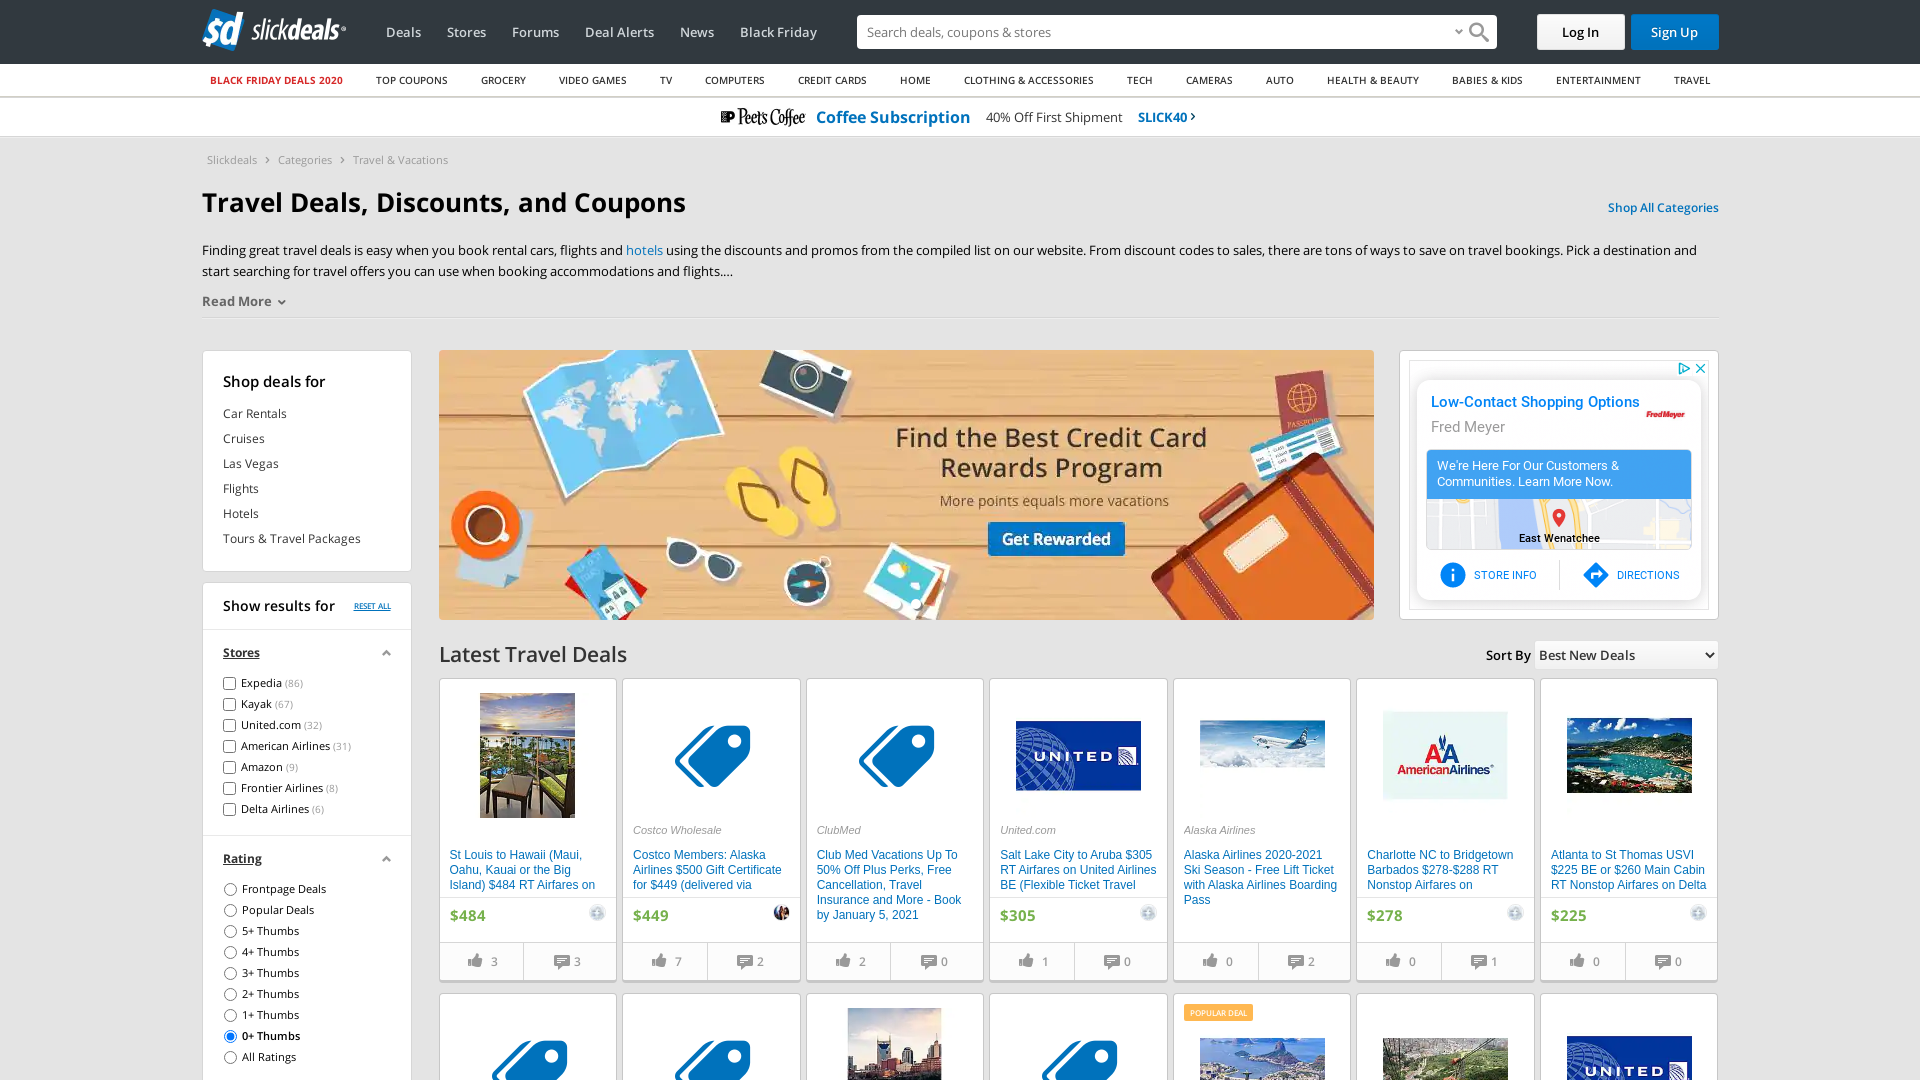 sd slickdeals
Deals
Stores
Forums
Deal Alerts
News
Black Friday
Search deals, coupons & stores
Log In
Sign Up
BLACK FRIDAY DEALS 2020
TOP COUPONS
GROCERY
VIDEO GAMES
TV
COMPUTERS
CREDIT CARDS
HOME
CLOTHING & ACCESSORIES
TECH
CAMERAS
AUTO
HEALTH & BEAUTY
BABIES & KIDS
ENTERTAINMENT
TRAVEL
Peet's Coffee
Coffee Subscription
40% Off First Shipment
SLICK40
Slickdeals
Categories
Travel & Vacations
Travel Deals, Discounts, and Coupons
Shop All Categories
Finding great travel deals is easy when you book rental cars, flights and hotels using the discounts and promos from the compiled list on our website. From discount codes to sales, there are tons of ways to save on travel bookings. Pick a destination and
start searching for travel offers you can use when booking accommodations and flights....
Read More
Shop deals for
Car Rentals
Cruises
Las Vegas
Flights
Hotels
Tours & Travel Packages
Show results for
RESET ALL
Stores
Expedia (86)
Kayak (67)
United.com (32)
American Airlines (31)
Amazon (9)
Frontier Airlines (8)
Delta Airlines (6)
Rating
Frontpage Deals
Popular Deals
5+ Thumbs
4+ Thumbs
3+ Thumbs
2+ Thumbs
1+ Thumbs
0+ Thumbs
All Ratings
PASSPORT
Find the Best Credit Card
Rewards Program
More points equals more vacations
Get Rewarded
Low-Contact Shopping Options
Fred Meyer
Fred Meyer
We're Here For Our Customers &
Communities. Learn More Now.
East Wenatchee
STORE INFO
DIRECTIONS
Latest Travel Deals
Sort By
Best New Deals
St Louis to Hawaii (Maui,
Oahu, Kauai or the Big
Island) $484 RT Airfares on
$484
3
3
Costco Wholesale
Costco Members: Alaska
Airlines $500 Gift Certificate
for $449 (delivered via
$449
7
2
ClubMed
Club Med Vacations Up To
50% Off Plus Perks, Free
Cancellation, Travel
Insurance and More - Book
by January 5, 2021
2
0
UNITED
United.com
Salt Lake City to Aruba $305
RT Airfares on United Airlines
BE (Flexible Ticket Travel
$305
1
0
Alaska Airlines
Alaska Airlines 2020-2021
Ski Season - Free Lift Ticket
with Alaska Airlines Boarding
Pass
0
2
AA
AmericanAirlines
Charlotte NC to Bridgetown
Barbados $278-$288 RT
Nonstop Airfares on
$278
0
1
Atlanta to St Thomas USVI
$225 BE or $260 Main Cabin
RT Nonstop Airfares on Delta
$225
0
0
POPULAR DEAL
UNITED